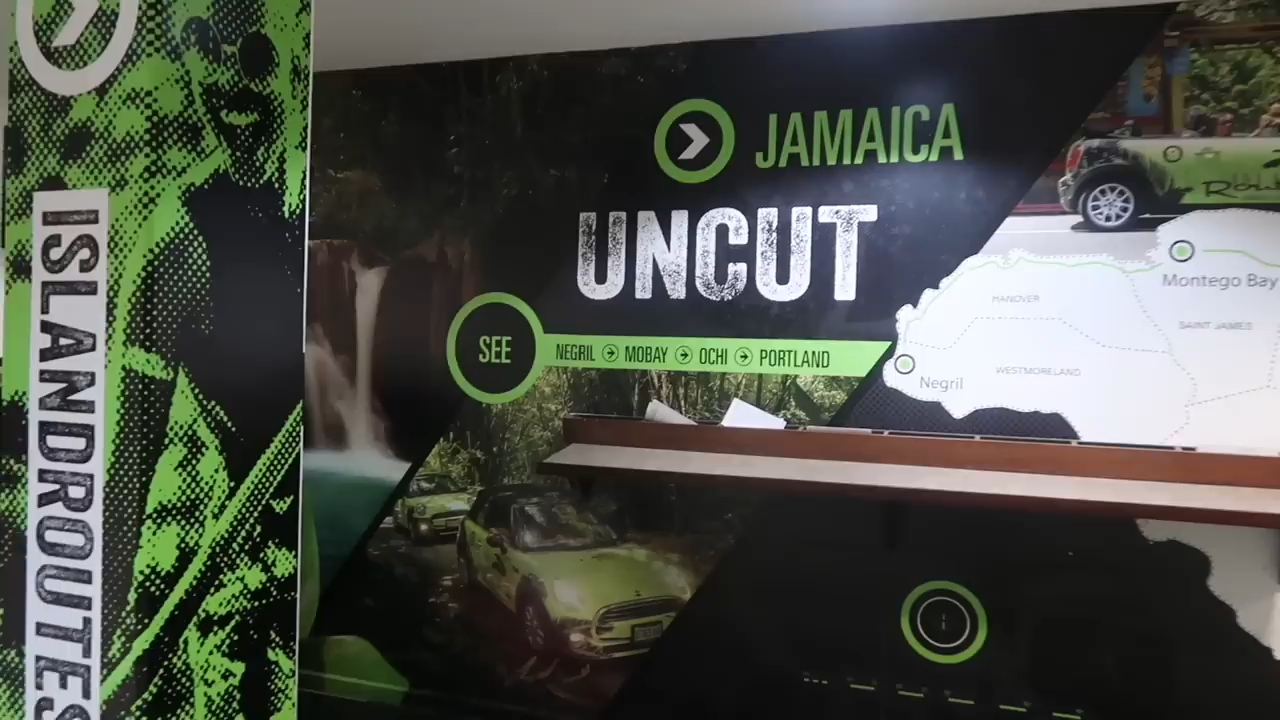 ISLANDROUTES
JAMAICA
UNCUT
SEE
NEGRIL MOBAY OCHI PORTLAND
Montego Bay
HANOVER
SAINT JAMES
WESTMORELAND
Negril